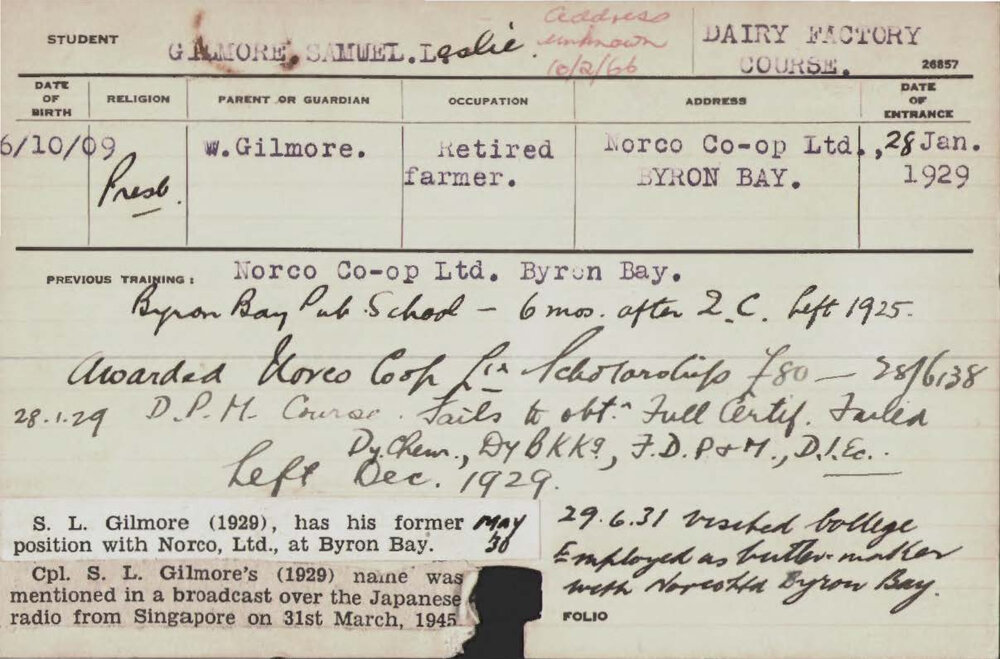 STUDENT GILMORE, SAMUEL.Leslie. Address unknown 10/2/66 DAIRY FACTORY COURSE. 26857
DATE OF BIRTH RELIGION PARENT OR GUARDIAN OCCUPATION ADDRESS DATE OF ENTRANCE
6/10/09 Presb. W.Gilmore. Retired farmer. Norco Co-op Ltd., BYRON BAY. 28 Jan. 1929
PREVIOUS TRAINING: Norco Co-op Ltd. Byron Bay.
Byron Bay Pub. School - 6 mos. after Q.C. left 1925.
Awarded Norco Coop Scholarship £80 - 28/6/38
28.1.29 D.P.M. Course. Fails to obt.n Full Certif. Failed
Dy.Chem., Dy BKKg, F.D.P+M., D.I.Ec..
Left Dec. 1929.
S. L. Gilmore (1929), has his former May
position with Norco, Ltd., at Byron Bay. 30
Cpl. S. L. Gilmore's (1929) name was
mentioned in a broadcast over the Japanese
radio from Singapore on 31st March, 1945
29.6.31 visited College
Employed as butter-maker
with Norco Ltd Byron Bay.
FOLIO